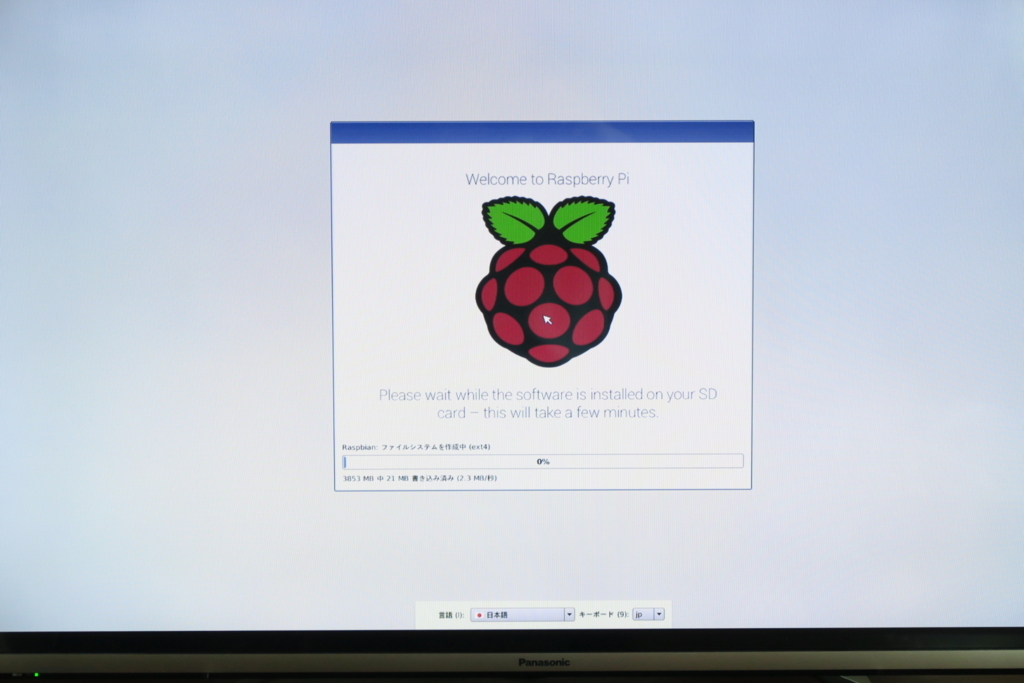 Welcome to Raspberry Pi
Please wait while the software is installed on your SD
card – this will take a few minutes.
Raspbian: ファイルシステムを作成中 (ext4)
0%
3853 MB 中 21 MB 書き込み済み (2.3 MB/秒)
言語 (l): 日本語 キーボード (9): jp
Panasonic